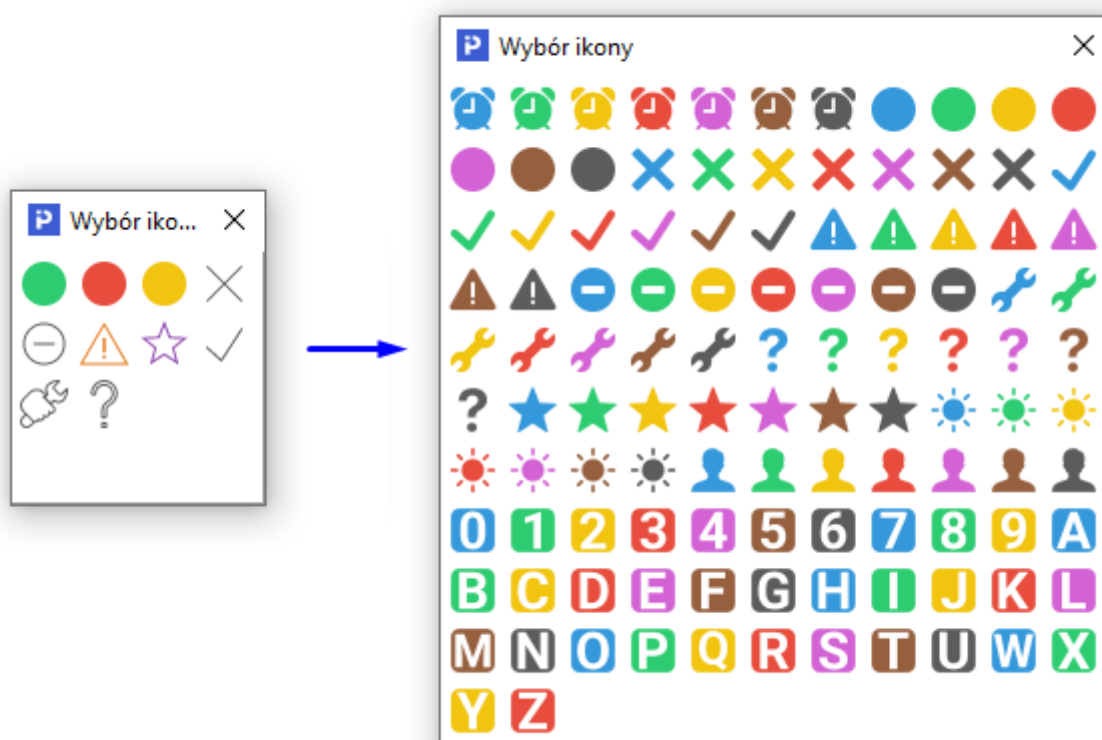 Wybór ikony
Wybór iko...
0 1 2 3 4 5 6 7 8 9 A
B C D E F G H I J K L
M N O P Q R S T U W X
Y Z